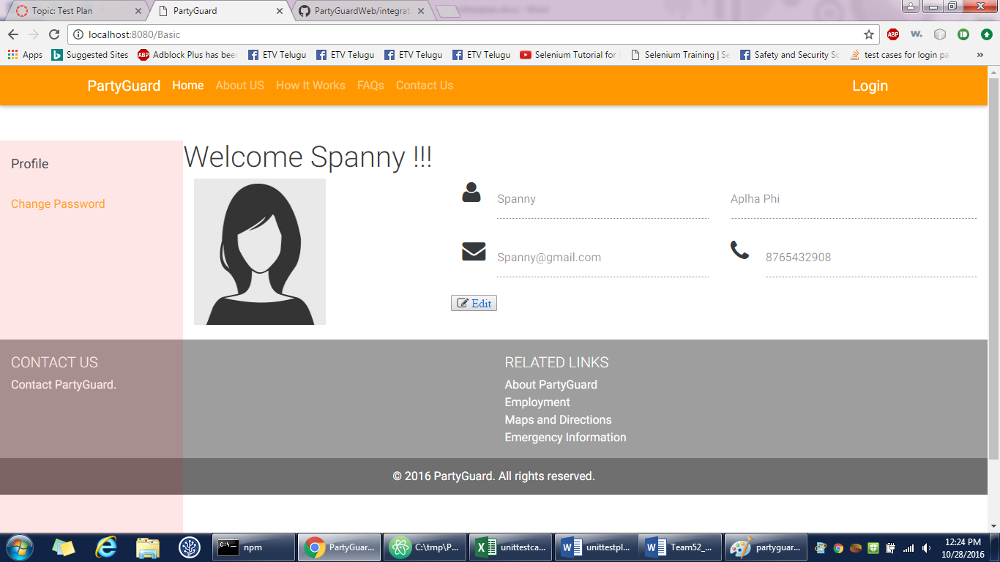 Topic: Test Plan
PartyGuard
PartyGuardWeb/integrat
localhost:8080/Basic
Apps
Suggested Sites
ABP
Adblock Plus has bee
ETV Telugu
ETV Telugu
ETV Telugu
ETV Telugu
Selenium Tutorial for
Selenium Training | Se
Safety and Security Sc
test cases for login pa
»
ABP
W.
PartyGuard
Home
About US
How It Works
FAQs
Contact Us
Login
Profile
Change Password
Welcome Spanny !!!
Spanny
Aplha Phi
Spanny@gmail.com
8765432908
Edit
CONTACT US
Contact PartyGuard.
RELATED LINKS
About PartyGuard
Employment
Maps and Directions
Emergency Information
© 2016 PartyGuard. All rights reserved.
npm
PartyGuar...
C:\tmp\P...
unittestca...
unittestpl...
Team52_...
partyguar...
12:24 PM
10/28/2016